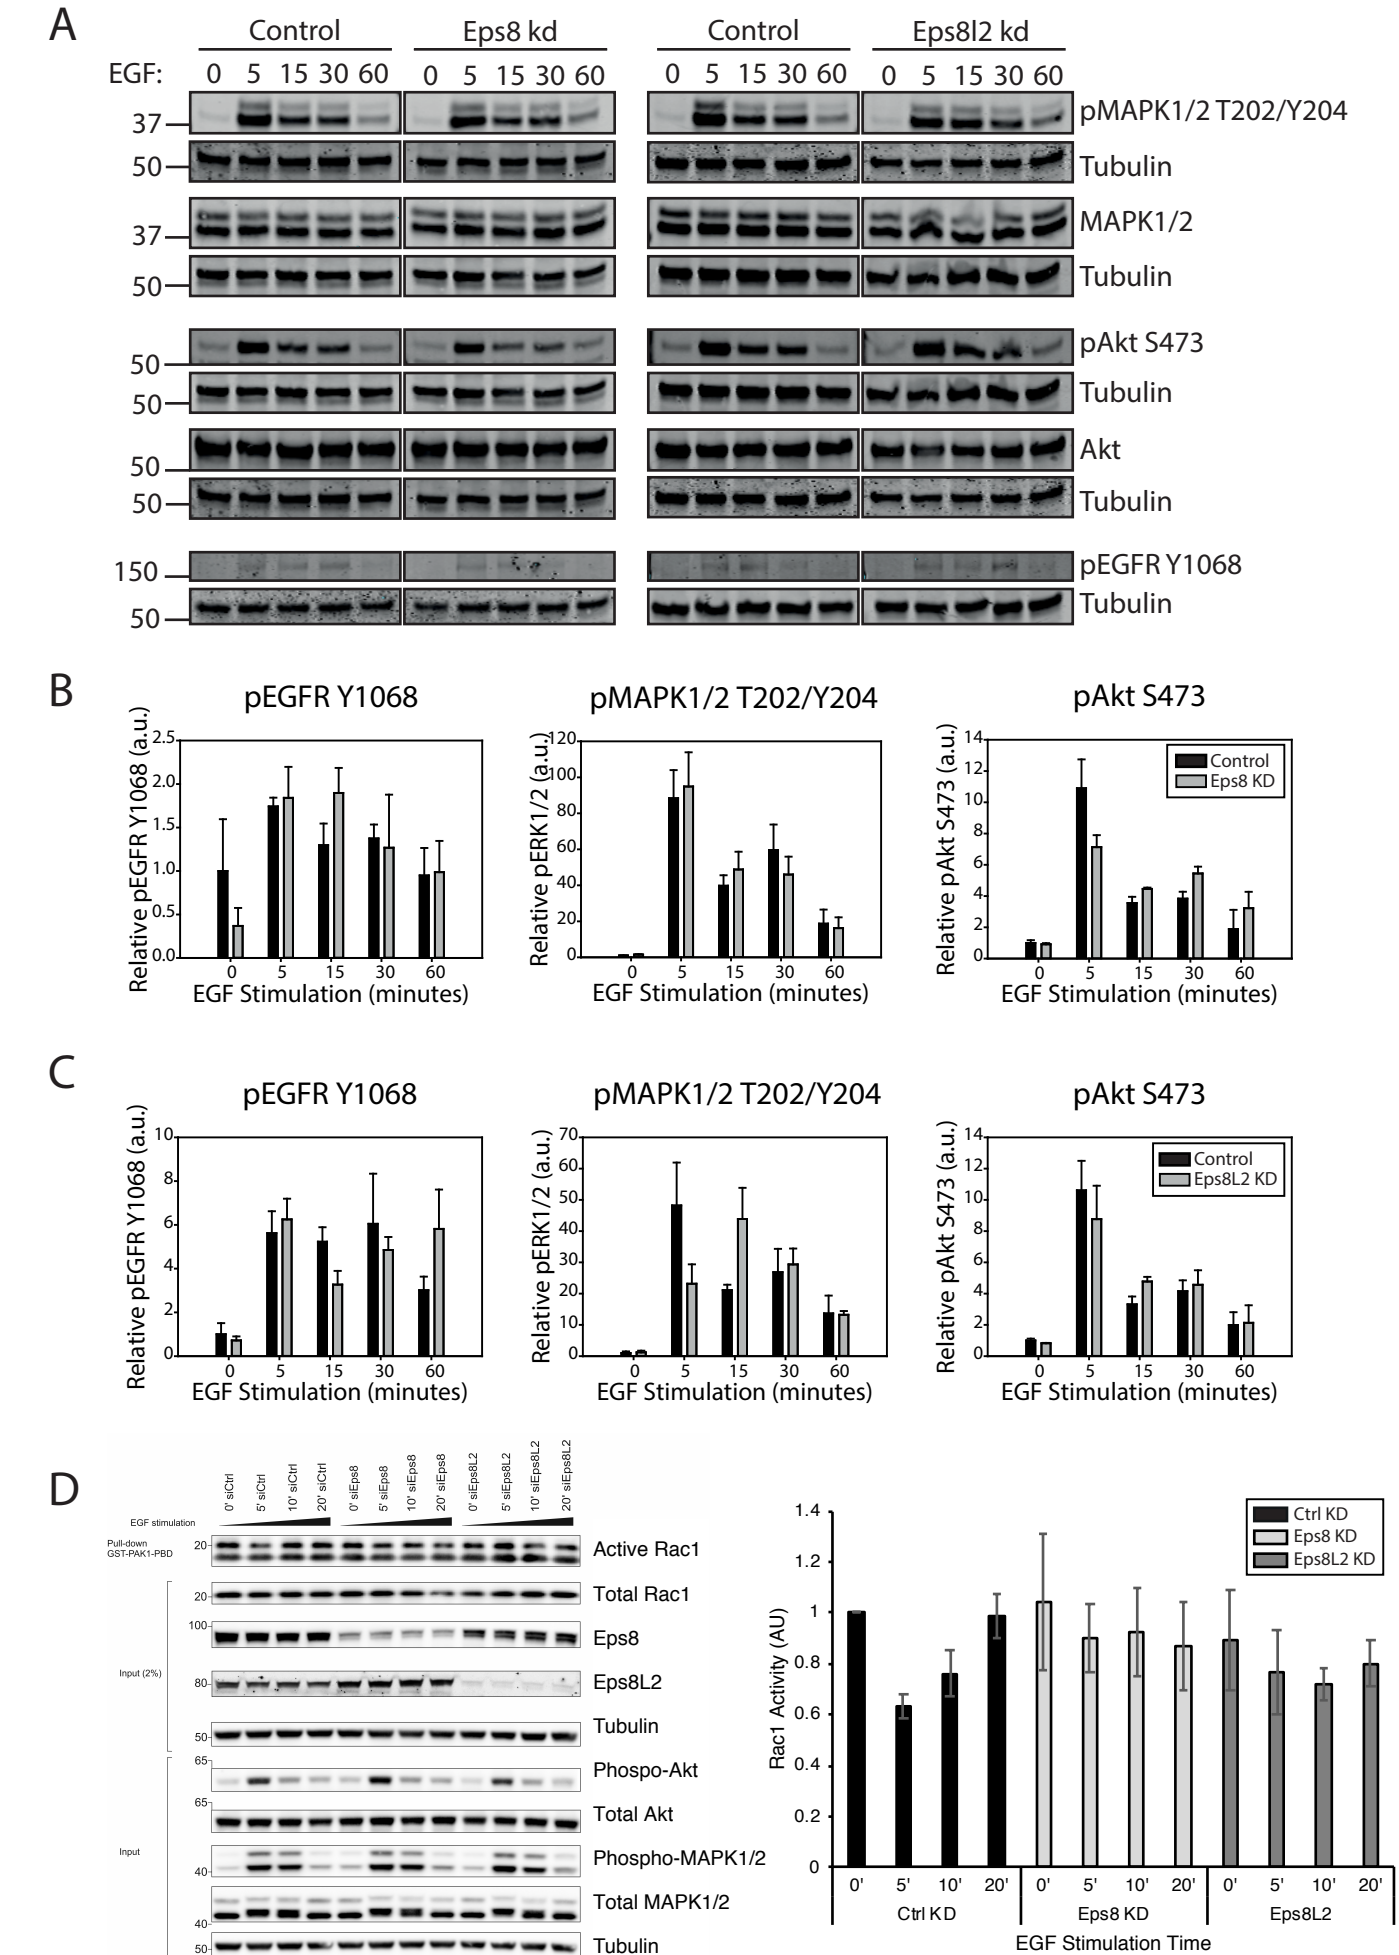 A
Control Eps8 kd Control Eps8l2 kd
EGF: 0 5 15 30 60 0 5 15 30 60 0 5 15 30 60 0 5 15 30 60
37 pMAPK1/2 T202/Y204
50 Tubulin
37 MAPK1/2
50 Tubulin
50 pAkt S473
50 Tubulin
50 Akt
50 Tubulin
150 pEGFR Y1068
50 Tubulin
B
pEGFR Y1068
Relative pEGFR Y1068 (a.u.)
2.5
2.0
1.5
1.0
0.5
0.0
0 5 15 30 60
EGF Stimulation (minutes)
pMAPK1/2 T202/Y204
Relative pERK1/2 (a.u.)
120
100
80
60
40
20
0
0 5 15 30 60
EGF Stimulation (minutes)
pAkt S473
Relative pAkt S473 (a.u.)
14
12
10
8
6
4
2
0
Control
Eps8 KD
0 5 15 30 60
EGF Stimulation (minutes)
C
pEGFR Y1068
Relative pEGFR Y1068 (a.u.)
10
8
6
4
2
0
0 5 15 30 60
EGF Stimulation (minutes)
pMAPK1/2 T202/Y204
Relative pERK1/2 (a.u.)
70
60
50
40
30
20
10
0
0 5 15 30 60
EGF Stimulation (minutes)
pAkt S473
Relative pAkt S473 (a.u.)
14
12
10
8
6
4
2
0
Control
Eps8L2 KD
0 5 15 30 60
EGF Stimulation (minutes)
D
0' siCtrl
5' siCtrl
10' siCtrl
20' siCtrl
0' siEps8
5' siEps8
10' siEps8
20' siEps8
0' siEps8L2
5' siEps8L2
10' siEps8L2
20' siEps8L2
EGF stimulation
Pull-down
GST-PAK1-PBD
20 Active Rac1
20 Total Rac1
100 Eps8
Input (2%)
80 Eps8L2
50 Tubulin
65 Phospo-Akt
65 Total Akt
Input
40 Phospho-MAPK1/2
40 Total MAPK1/2
50 Tubulin
Rac1 Activity (AU)
1.4
1.2
1
0.8
0.6
0.4
0.2
0
Ctrl KD
Eps8 KD
Eps8L2 KD
0' 5' 10' 20' 0' 5' 10' 20' 0' 5' 10' 20'
Ctrl KD Eps8 KD Eps8L2
EGF Stimulation Time